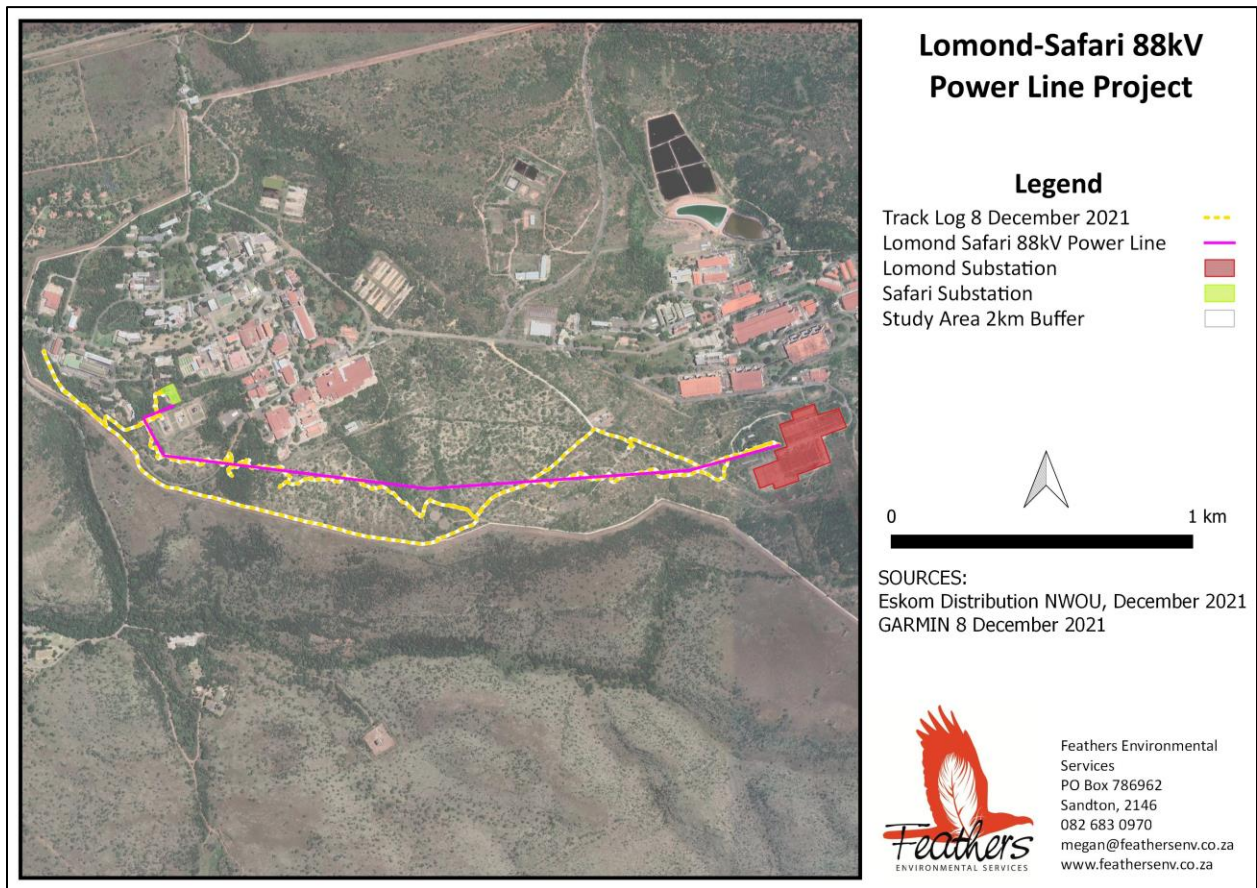 Lomond-Safari 88kV
Power Line Project
Legend
Track Log 8 December 2021
Lomond Safari 88kV Power Line
Lomond Substation
Safari Substation
Study Area 2km Buffer
0 1 km
SOURCES:
Eskom Distribution NWOU, December 2021
GARMIN 8 December 2021
Feathers
ENVIRONMENTAL SERVICES
Feathers Environmental
Services
PO Box 786962
Sandton, 2146
082 683 0970
megan@feathersenv.co.za
www.feathersenv.co.za